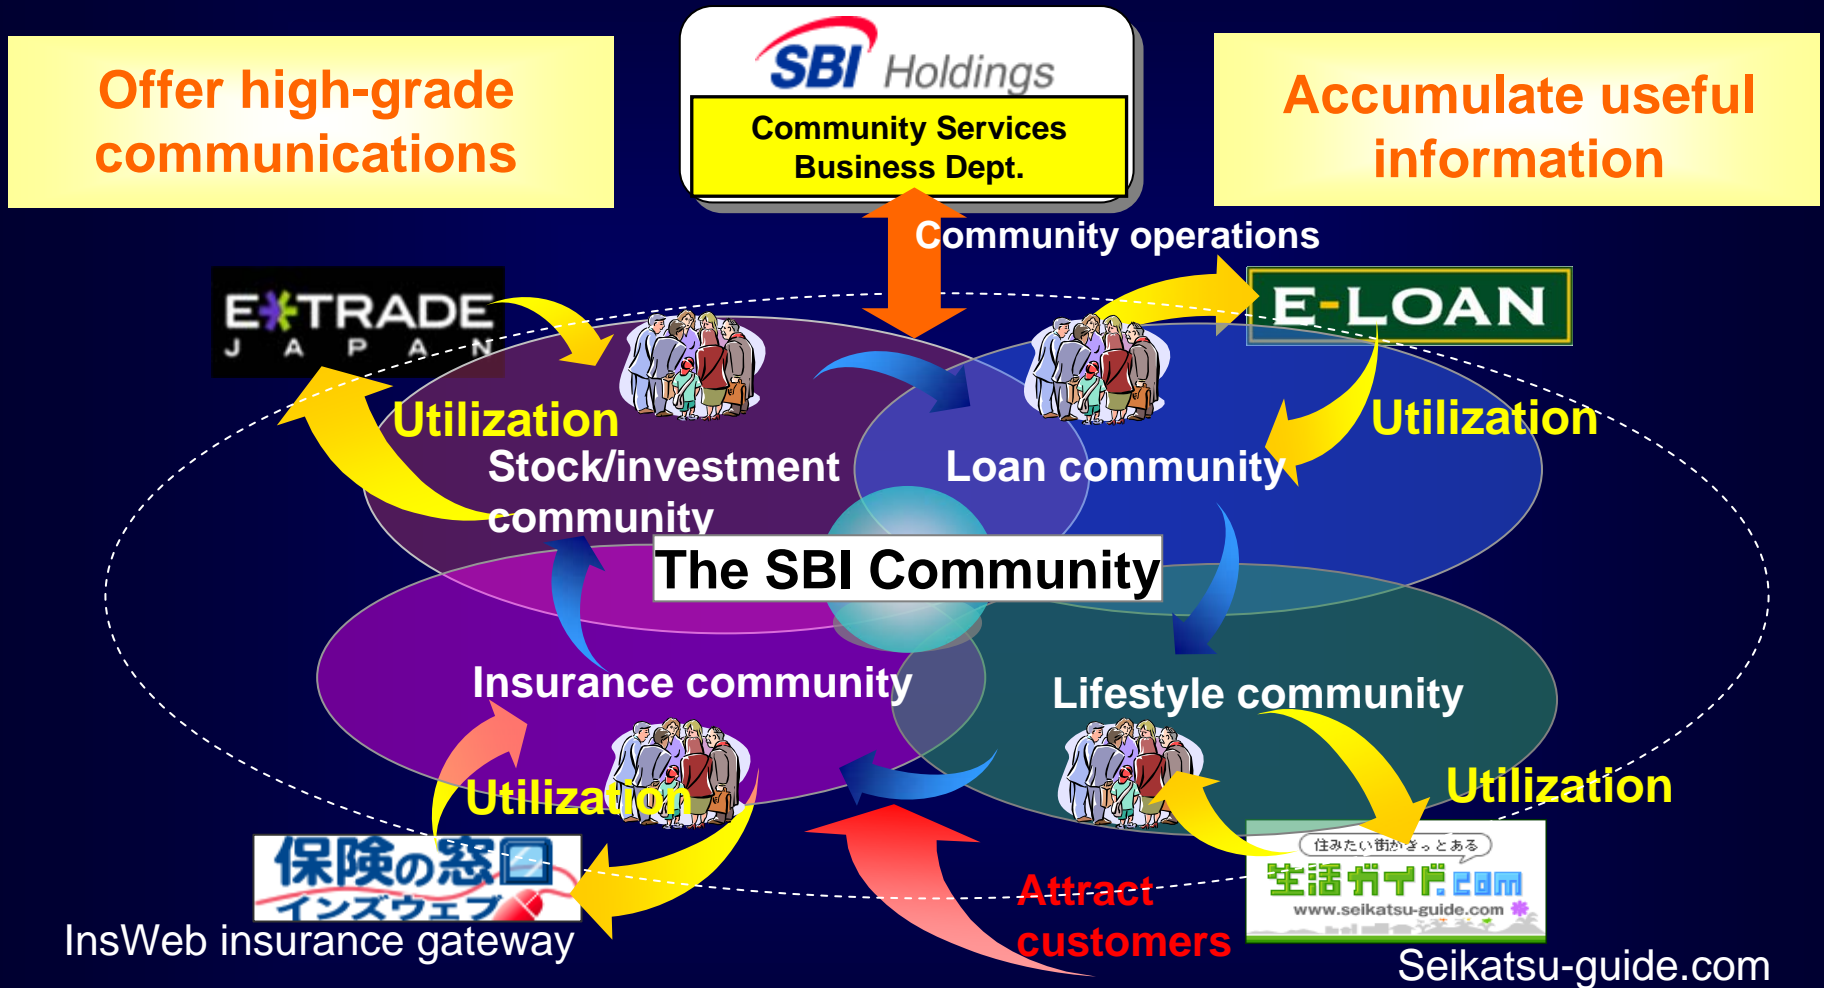 Offer high-grade
communications
SBI Holdings
Community Services
Business Dept.
Accumulate useful
information
Community operations
E*TRADE
JAPAN
E-LOAN
Utilization
Utilization
Stock/investment
community
Loan community
The SBI Community
Insurance community
Lifestyle community
Utilization
Utilization
保険の窓口
インズウェブ
住みたい街がきっとある
生活ガイド.com
www.seikatsu-guide.com
Attract
customers
InsWeb insurance gateway
Seikatsu-guide.com